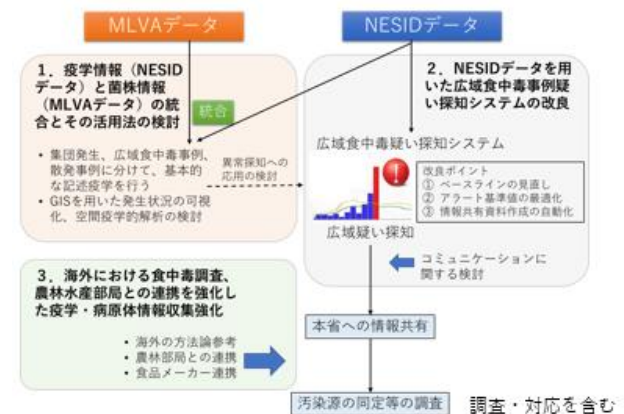 MLVAデータ
NESIDデータ
1．疫学情報（NESID
データ）と菌株情報
（MLVAデータ）の統
合とその活用法の検討
統合
• 集団発生、広域食中毒事例、
散発事例に分けて、基本的
な記述疫学を行う
• GISを用いた発生状況の可視
化、空間疫学的解析の検討
異常探知への
応用の検討
2．NESIDデータを用
いた広域食中毒事例疑
い探知システムの改良
広域食中毒疑い探知システム
!
改良ポイント
① ベースラインの見直し
② アラート基準値の最適化
③ 情報共有資料作成の自動化
広域疑い探知
コミュニケーションに
関する検討
3．海外における食中毒調査、
農林水産部局との連携を強化し
た疫学・病原体情報収集強化
• 海外の方法論参考
• 農林部局との連携
• 食品メーカー連携
本省への情報共有
汚染源の同定等の調査
調査・対応を含む